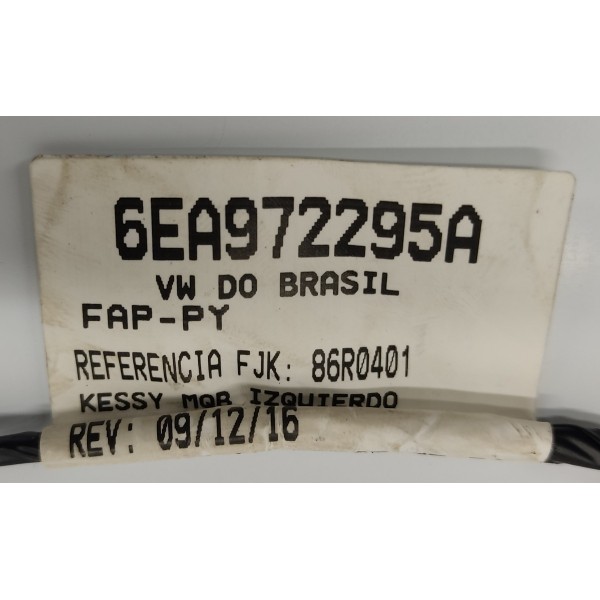 6EA972295A
VW DO BRASIL
FAP-PY
REFERENCIA FJK: 86R0401
KESSY MQB IZQUIERDO
REV: 09/12/16